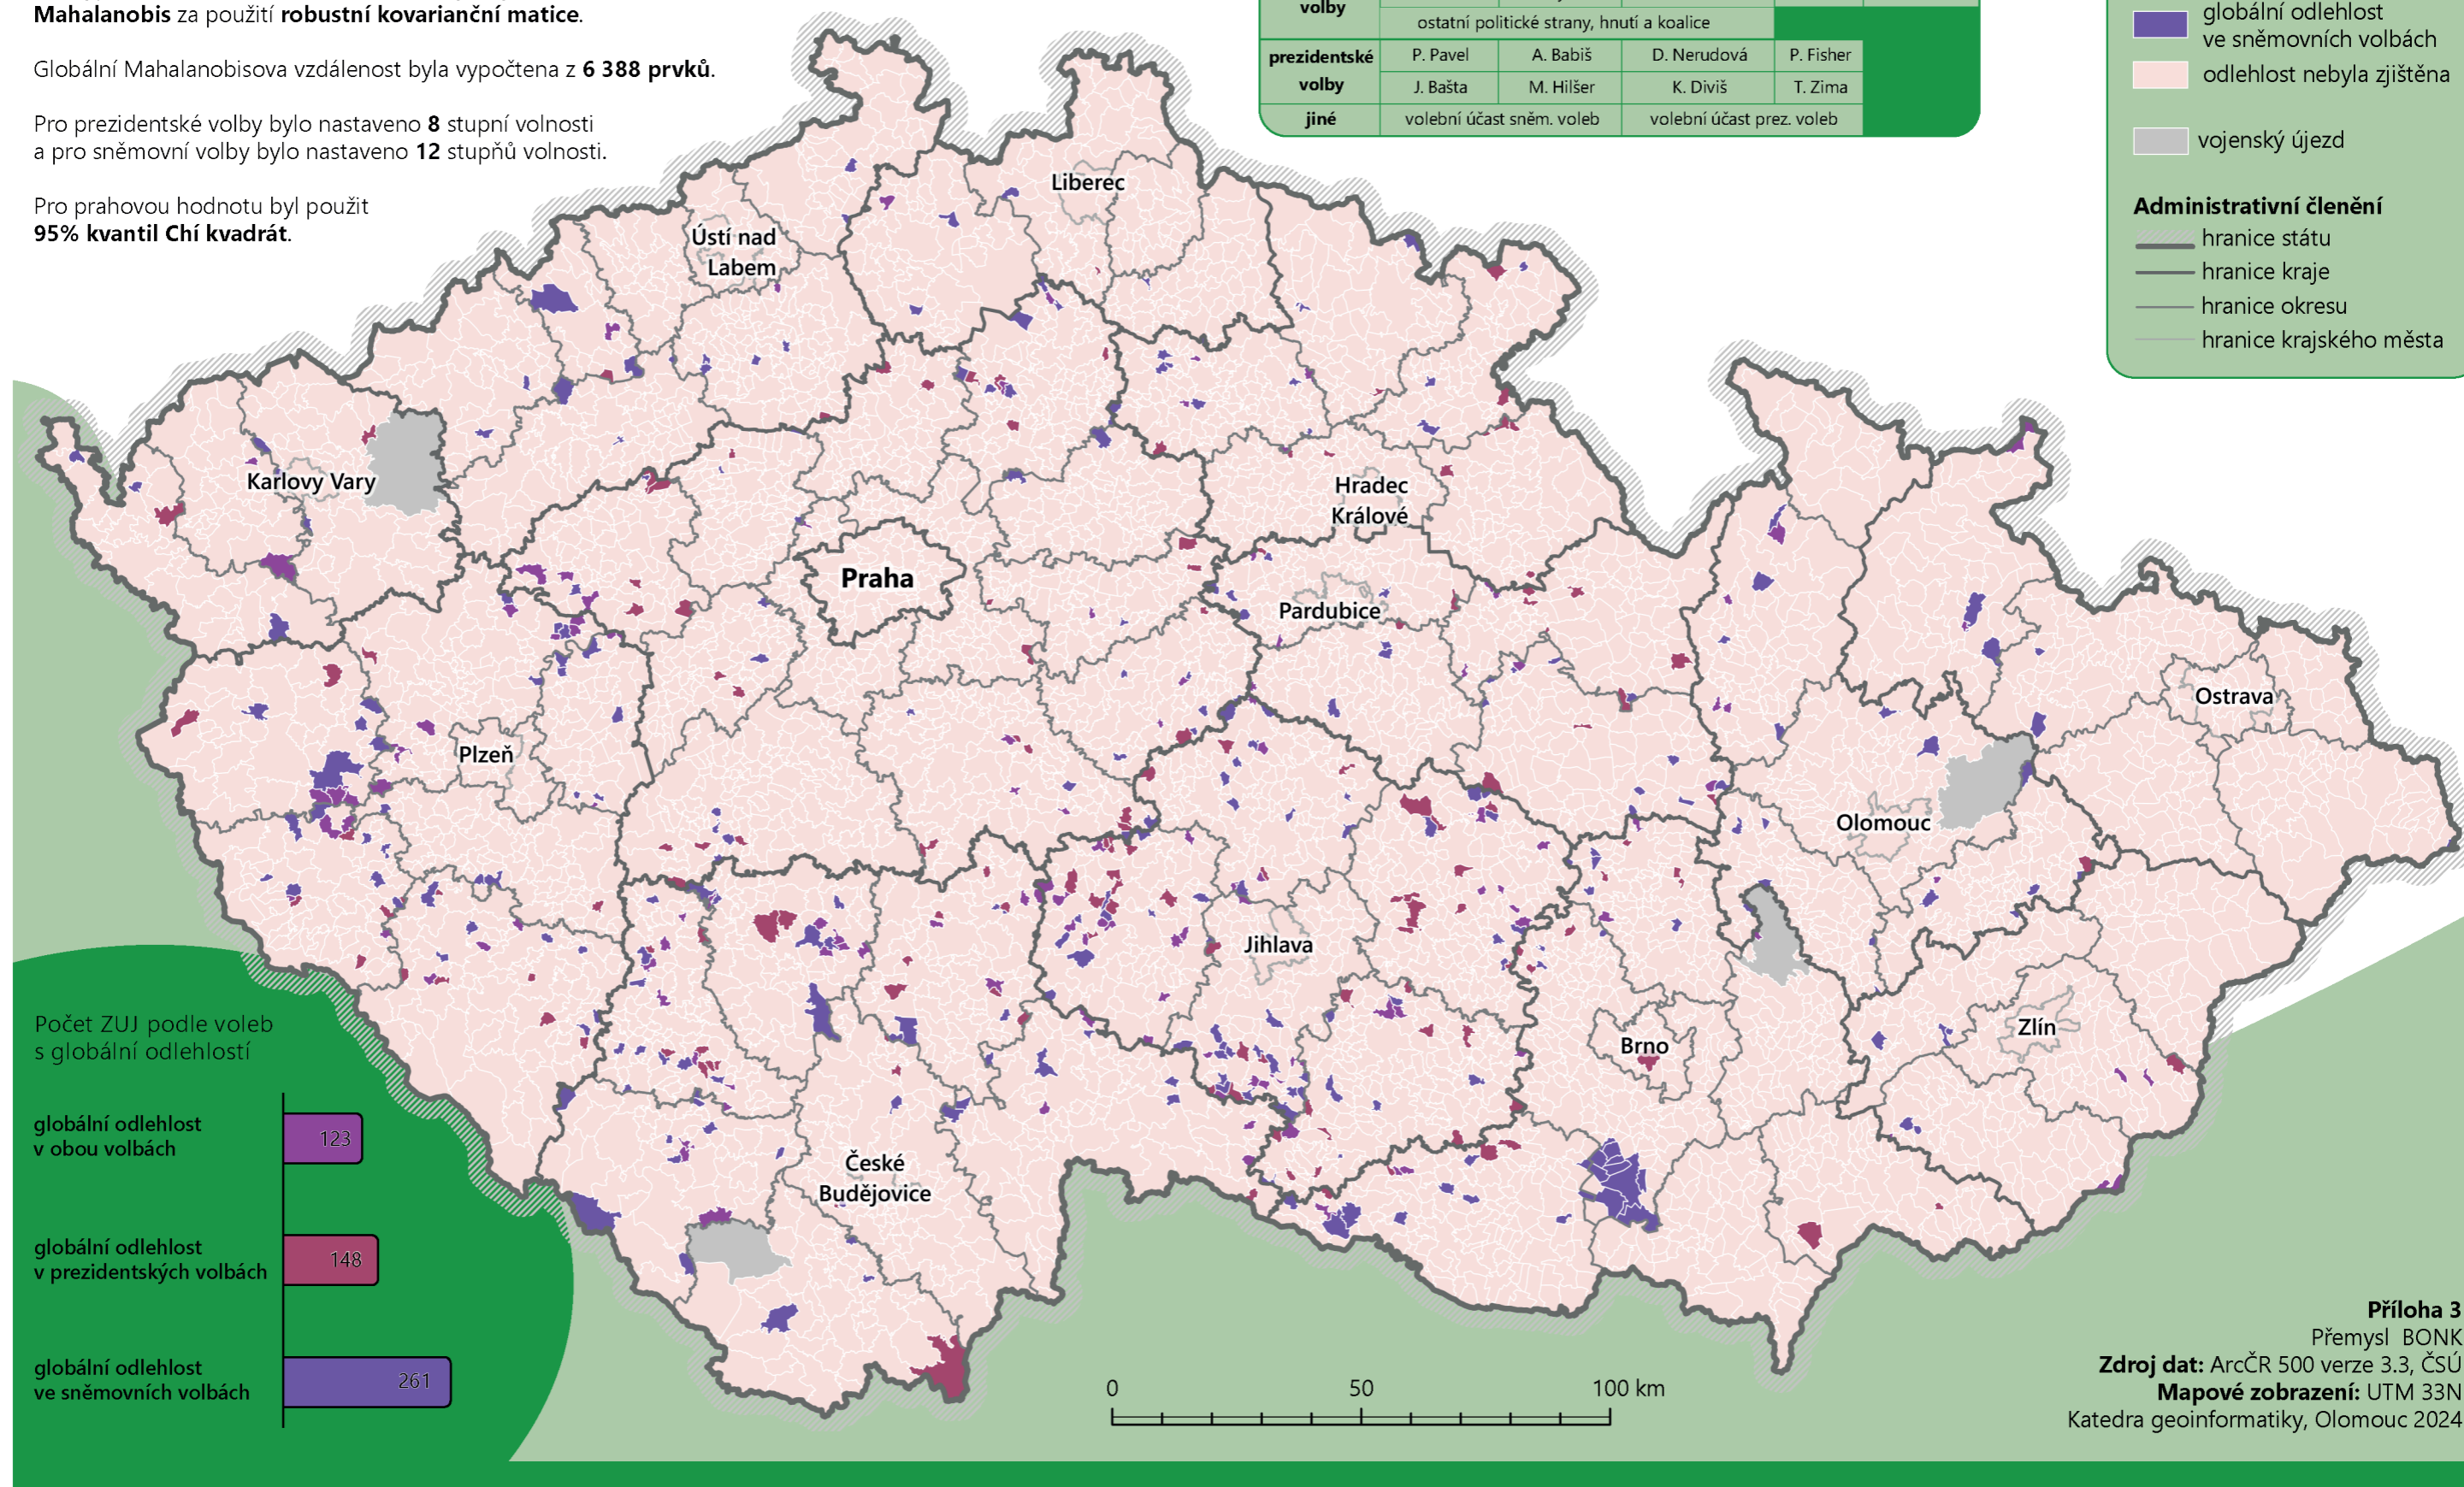 Mahalanobis za použití robustní kovarianční matice.
Globální Mahalanobisova vzdálenost byla vypočtena z 6 388 prvků.
Pro prezidentské volby bylo nastaveno 8 stupní volnosti
a pro sněmovní volby bylo nastaveno 12 stupňů volnosti.
Pro prahovou hodnotu byl použit
95% kvantil Chí kvadrát.
volby
ostatní politické strany, hnutí a koalice
prezidentské volby
P. Pavel A. Babiš D. Nerudová P. Fisher
J. Bašta M. Hilšer K. Diviš T. Zima
jiné volební účast sněm. voleb volební účast prez. voleb
globální odlehlost
ve sněmovních volbách
odlehlost nebyla zjištěna
vojenský újezd
Administrativní členění
hranice státu
hranice kraje
hranice okresu
hranice krajského města
Liberec
Ústí nad
Labem
Karlovy Vary
Hradec
Králové
Praha
Pardubice
Ostrava
Plzeň
Olomouc
Jihlava
Zlín
Brno
České
Budějovice
Počet ZUJ podle voleb
s globální odlehlostí
globální odlehlost
v obou volbách
123
globální odlehlost
v prezidentských volbách
148
globální odlehlost
ve sněmovních volbách
261
0 50 100 km
Příloha 3
Přemysl BONK
Zdroj dat: ArcČR 500 verze 3.3, ČSÚ
Mapové zobrazení: UTM 33N
Katedra geoinformatiky, Olomouc 2024